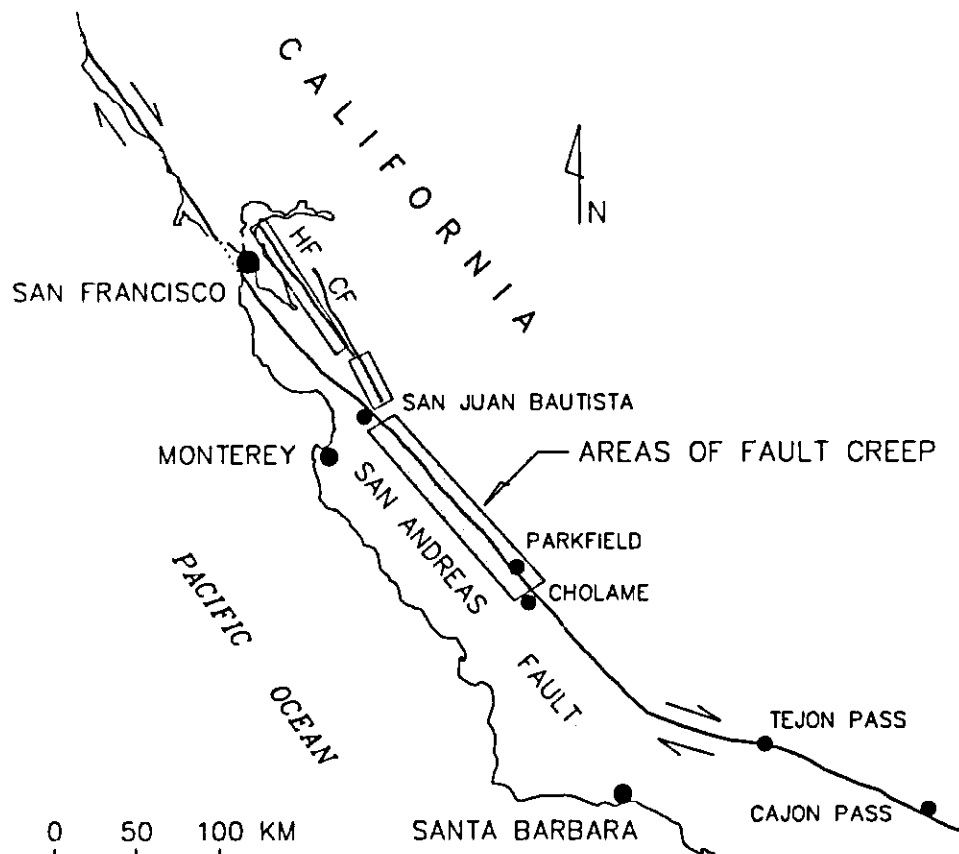 CALIFORNIA
N
HF
CF
SAN FRANCISCO
SAN JUAN BAUTISTA
MONTEREY
AREAS OF FAULT CREEP
SAN ANDREAS
FAULT
PARKFIELD
CHOLAME
PACIFIC
OCEAN
TEJON PASS
CAJON PASS
SANTA BARBARA
0 50 100 KM